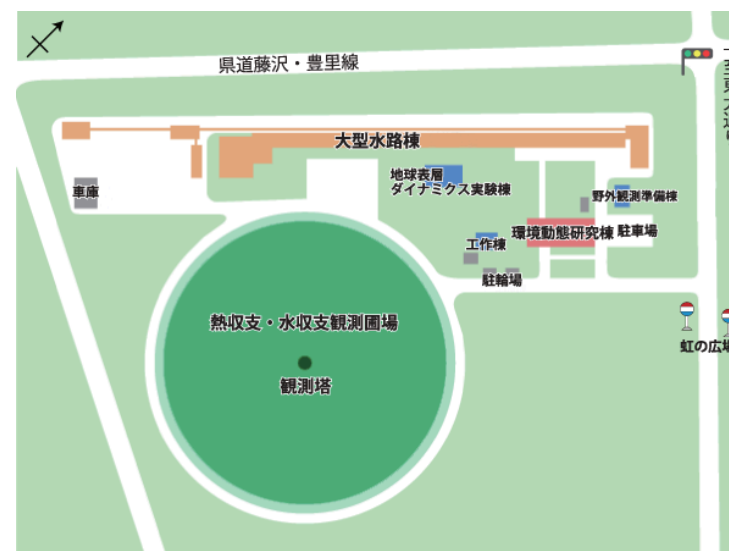 県道藤沢・豊里線
大型水路棟
地球表層
ダイナミクス実験棟
車庫
野外観測準備棟
環境動態研究棟
駐車場
工作棟
駐輪場
熱収支・水収支観測圃場
虹の広場
観測塔